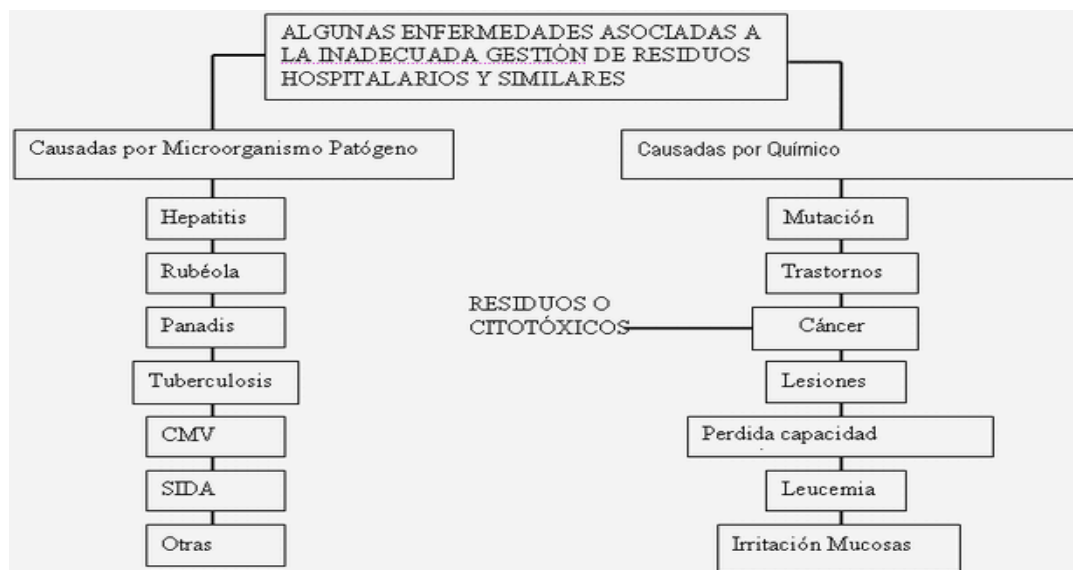 ALGUNAS ENFERMEDADES ASOCIADAS A
LA INADECUADA GESTIÓN DE RESIDUOS
HOSPITALARIOS Y SIMILARES
Causadas por Microorganismo Patógeno
Hepatitis
Rubéola
Panadis
Tuberculosis
CMV
SIDA
Otras
Causadas por Químico
Mutación
Trastornos
RESIDUOS O
CITOTÓXICOS
Cáncer
Lesiones
Perdida capacidad
Leucemia
Irritación Mucosas